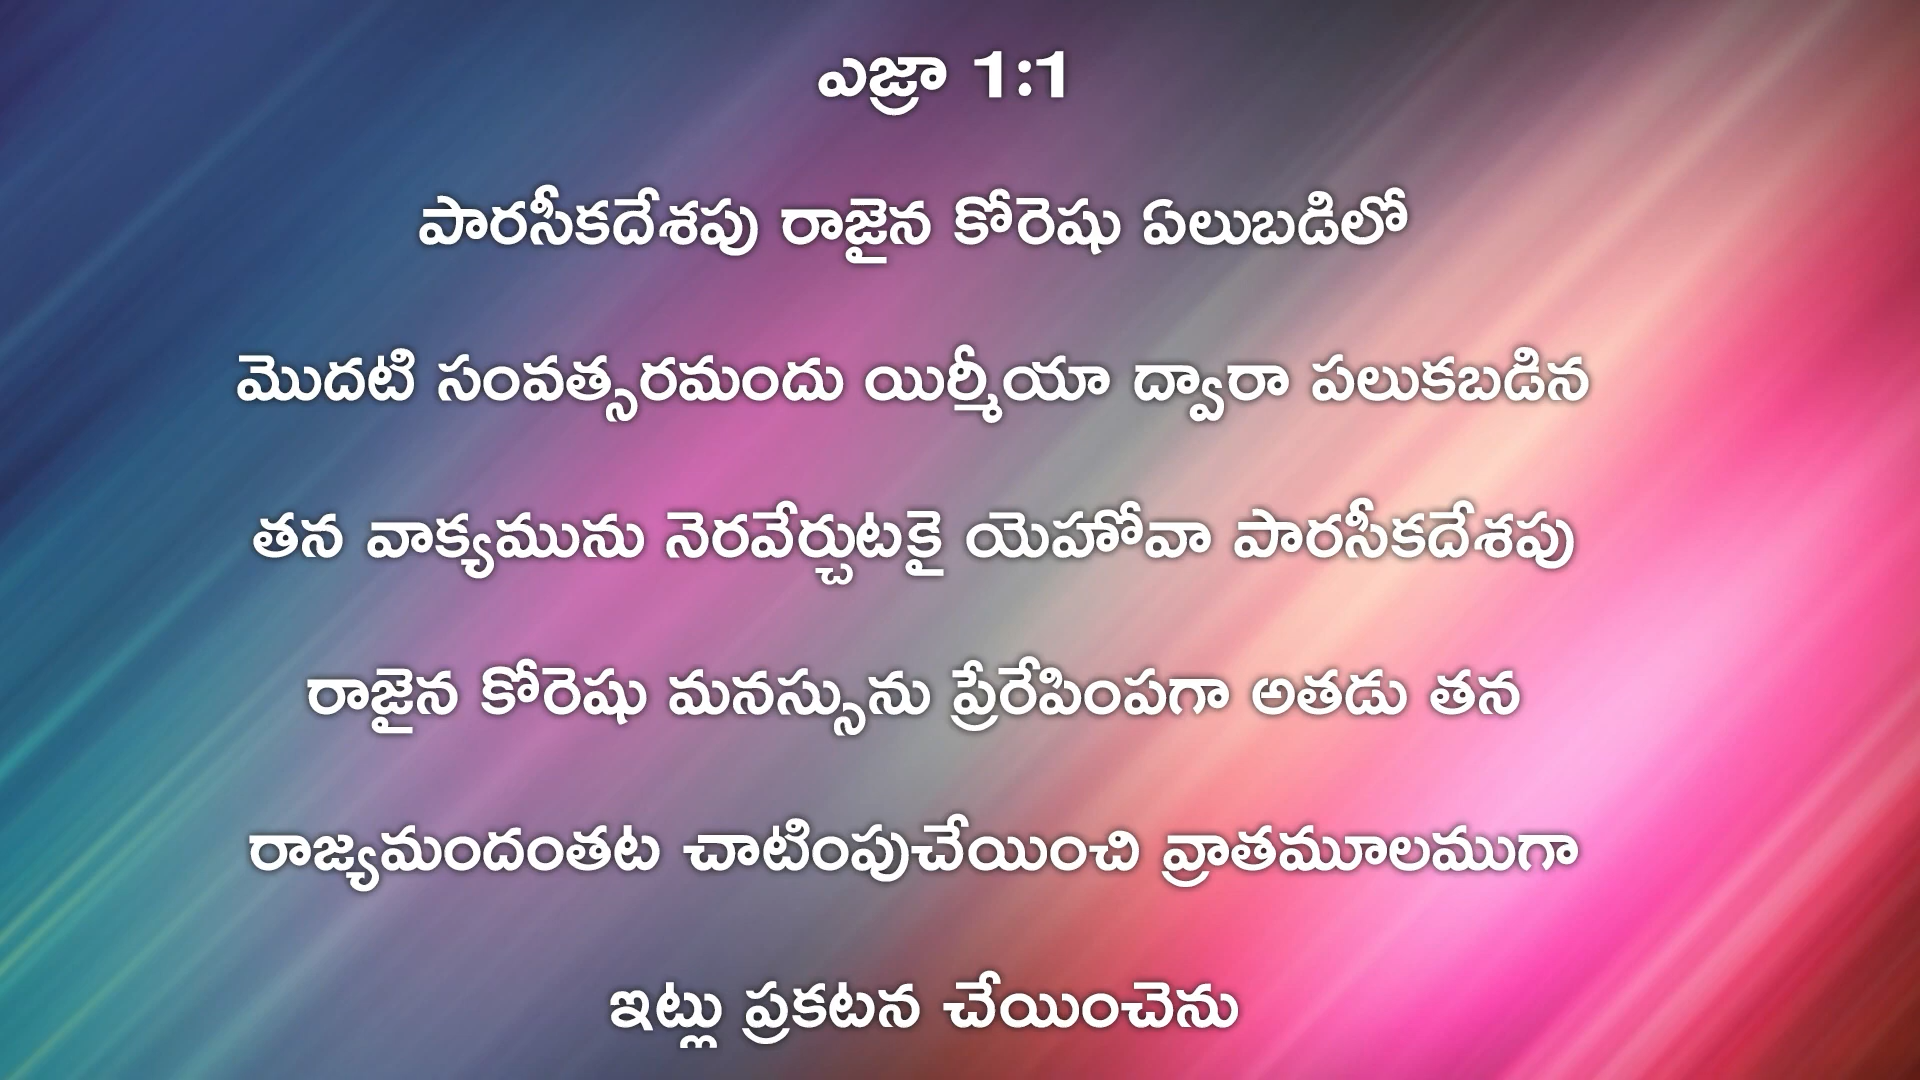 ఎజ్రా 1:1
పారసీకదేశపు రాజైన కోరెషు ఏలుబడిలో
మొదటి సంవత్సరమందు యిర్మీయా ద్వారా పలుకబడిన
తన వాక్యమును నెరవేర్చుటకై యెహోవా పారసీకదేశపు
రాజైన కోరెషు మనస్సును ప్రేరేపింపగా అతడు తన
రాజ్యమందంతట చాటింపుచేయించి వ్రాతమూలముగా
ఇట్లు ప్రకటన చేయించెను